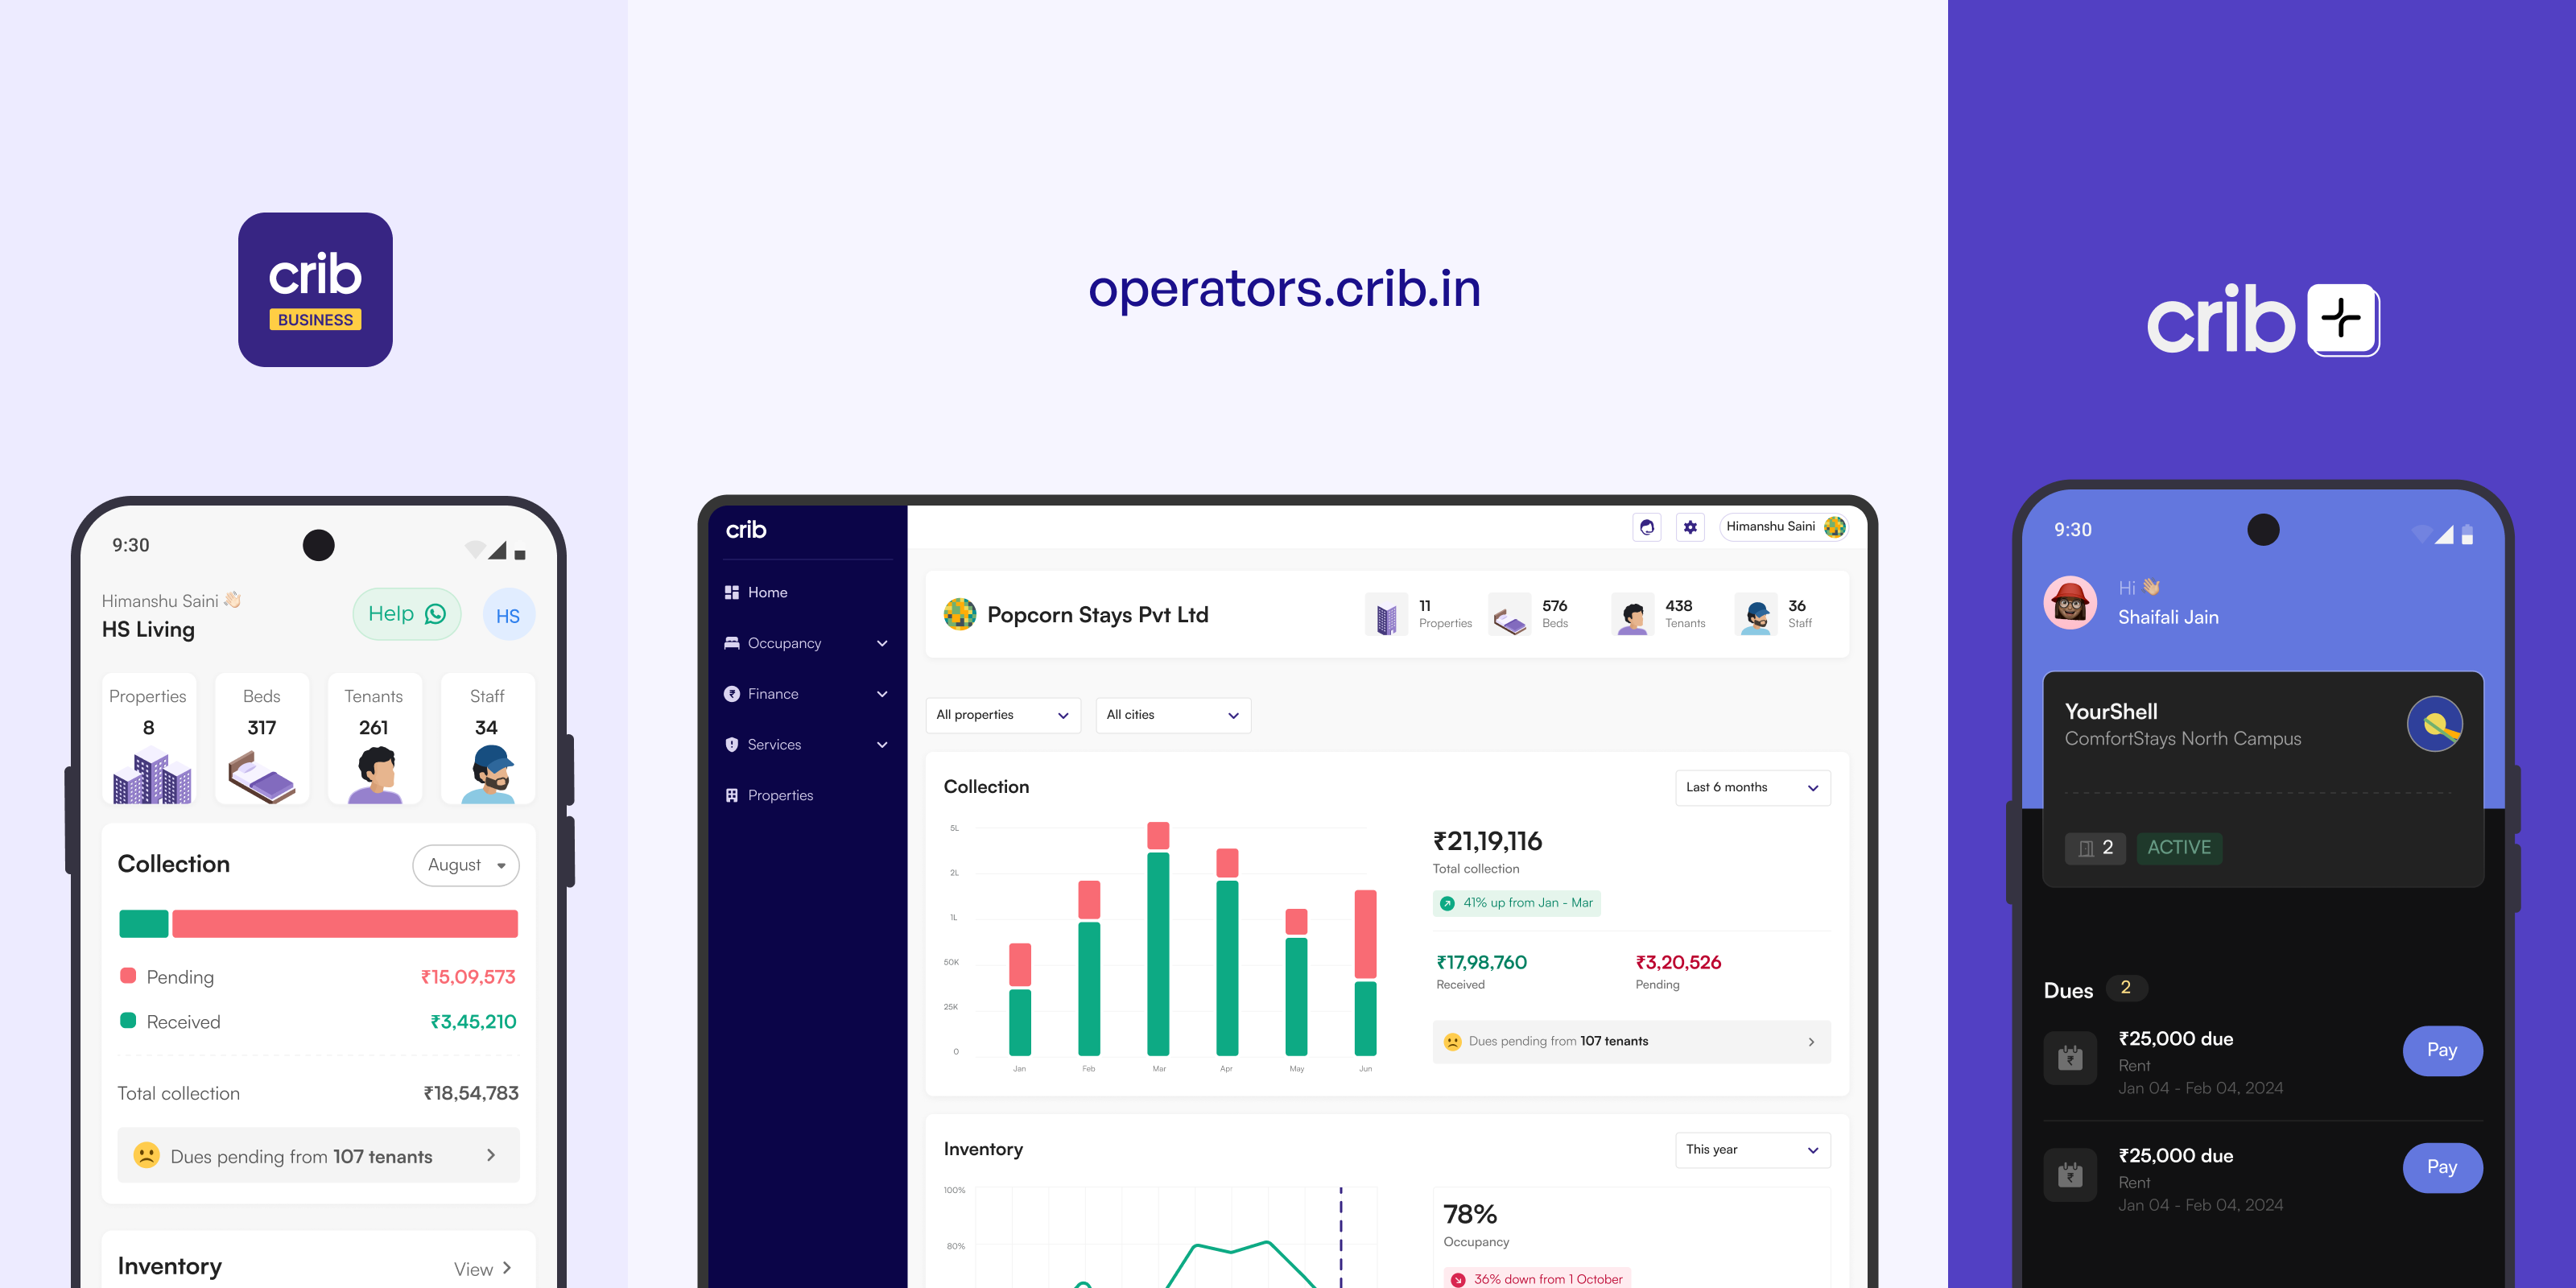 crib
BUSINESS
9:30
Himanshu Saini 👋🏻
HS Living
Help
HS
Properties
8
Beds
317
Tenants
261
Staff
34
Collection
August
Pending
₹15,09,573
Received
₹3,45,210
Total collection
₹18,54,783
Dues pending from 107 tenants
Inventory
View
operators.crib.in
crib
Home
Occupancy
Finance
Services
Properties
Himanshu Saini
Popcorn Stays Pvt Ltd
11
Properties
576
Beds
438
Tenants
36
Staff
All properties
All cities
Collection
Last 6 months
5L
2L
1L
50K
25K
0
Jan
Feb
Mar
Apr
May
Jun
₹21,19,116
Total collection
41% up from Jan - Mar
₹17,98,760
Received
₹3,20,526
Pending
Dues pending from 107 tenants
Inventory
This year
100%
80%
78%
Occupancy
36% down from 1 October
crib
9:30
Hi 👋🏼
Shaifali Jain
YourShell
ComfortStays North Campus
2
ACTIVE
Dues
2
₹25,000 due
Rent
Jan 04 - Feb 04, 2024
Pay
₹25,000 due
Rent
Jan 04 - Feb 04, 2024
Pay